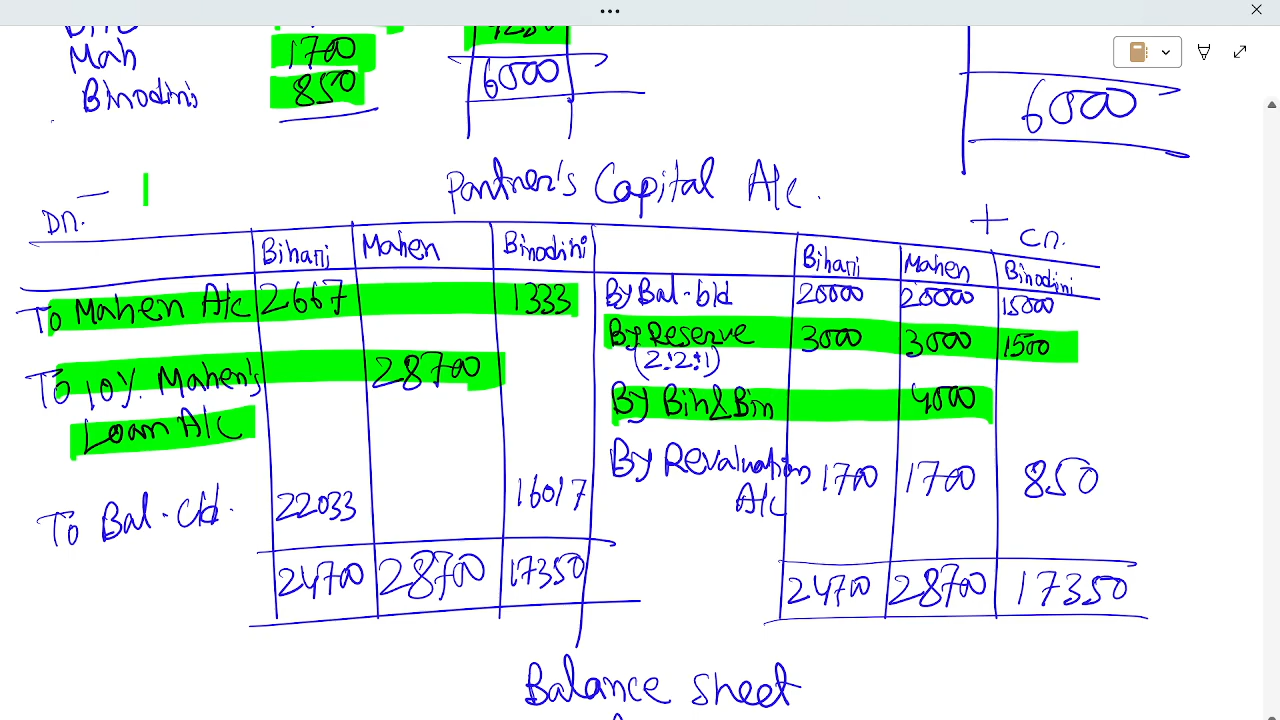 4250
Mah 1700
6000
Binodini 850
6000
Partner's Capital A/c.
Dr. Cr.
Bihari Mahen Binodini Bihari Mahen Binodini
To Mahen A/c 2667 1333 By Bal. b/d 20000 20000 15000
By Reserve 3000 3000 1500
(2:2:1)
To 10% Mahen's 28700
Loan A/c
By Bih & Bin 4000
By Revaluation A/c 1700 1700 850
To Bal. c/d. 22033 16017
24700 28700 17350 24700 28700 17350
Balance Sheet